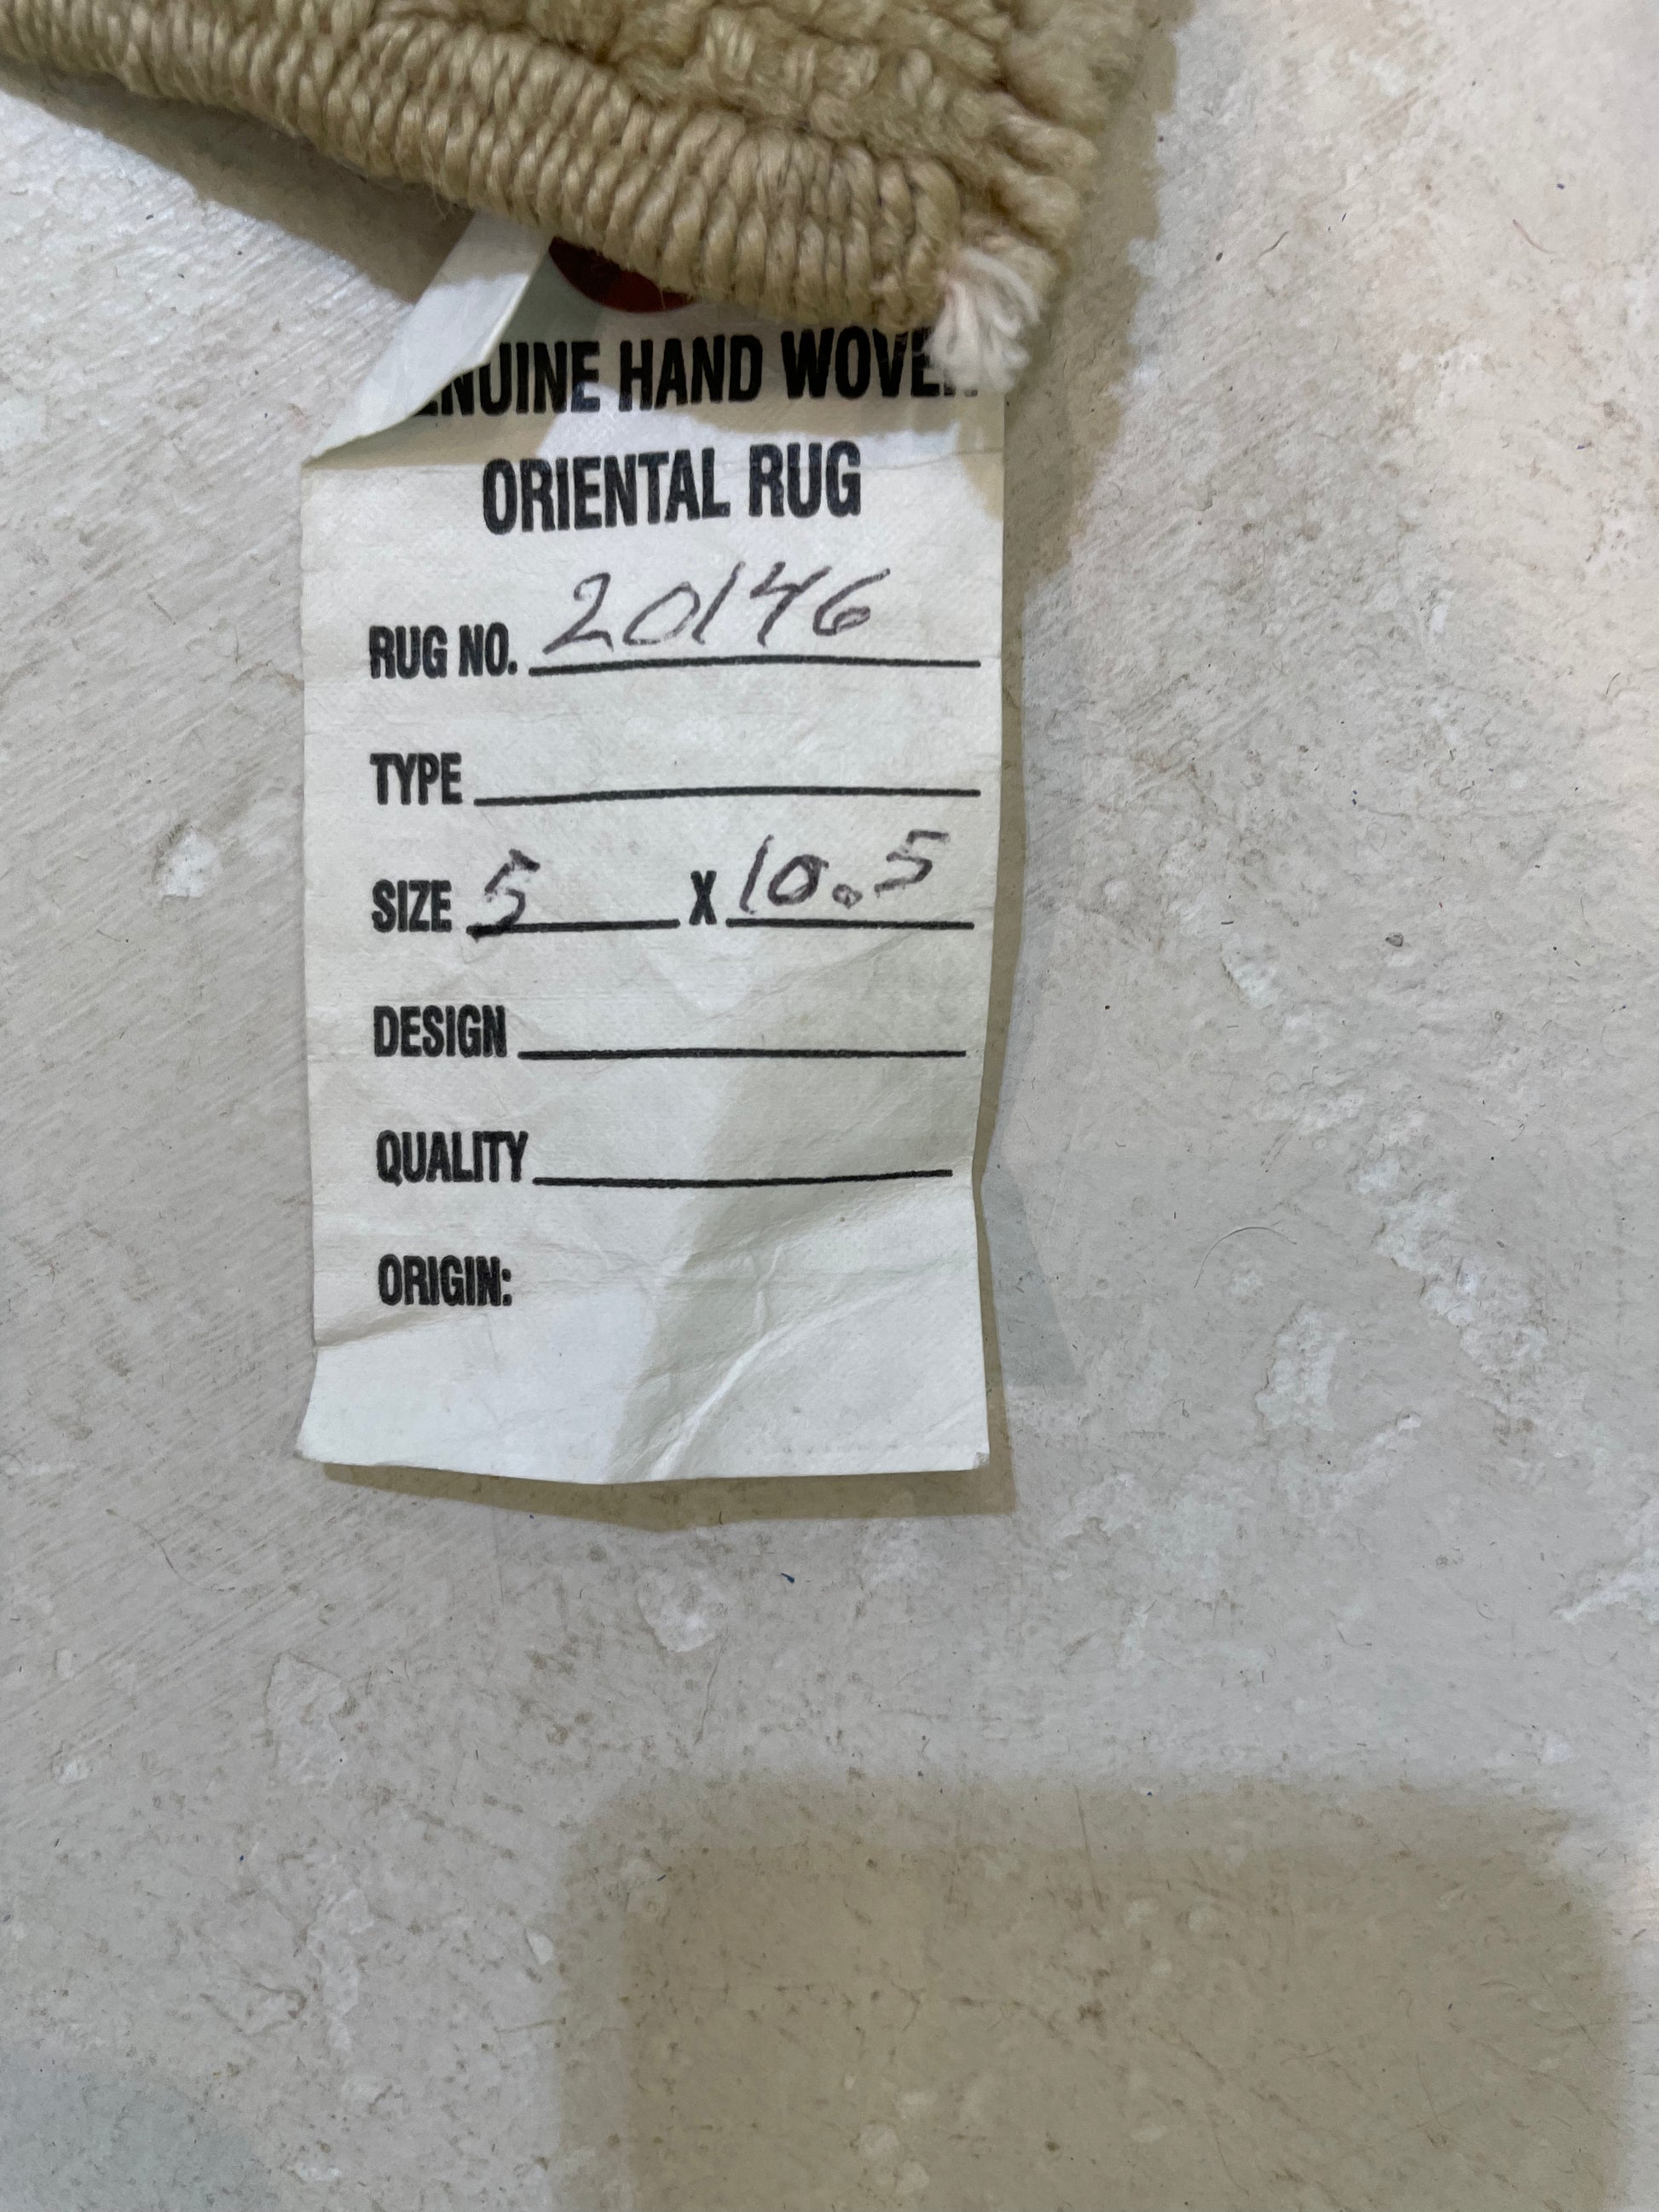 ENUINE HAND WOVEN
ORIENTAL RUG
RUG NO. 20146
TYPE
SIZE 5 X 10.5
DESIGN
QUALITY
ORIGIN: